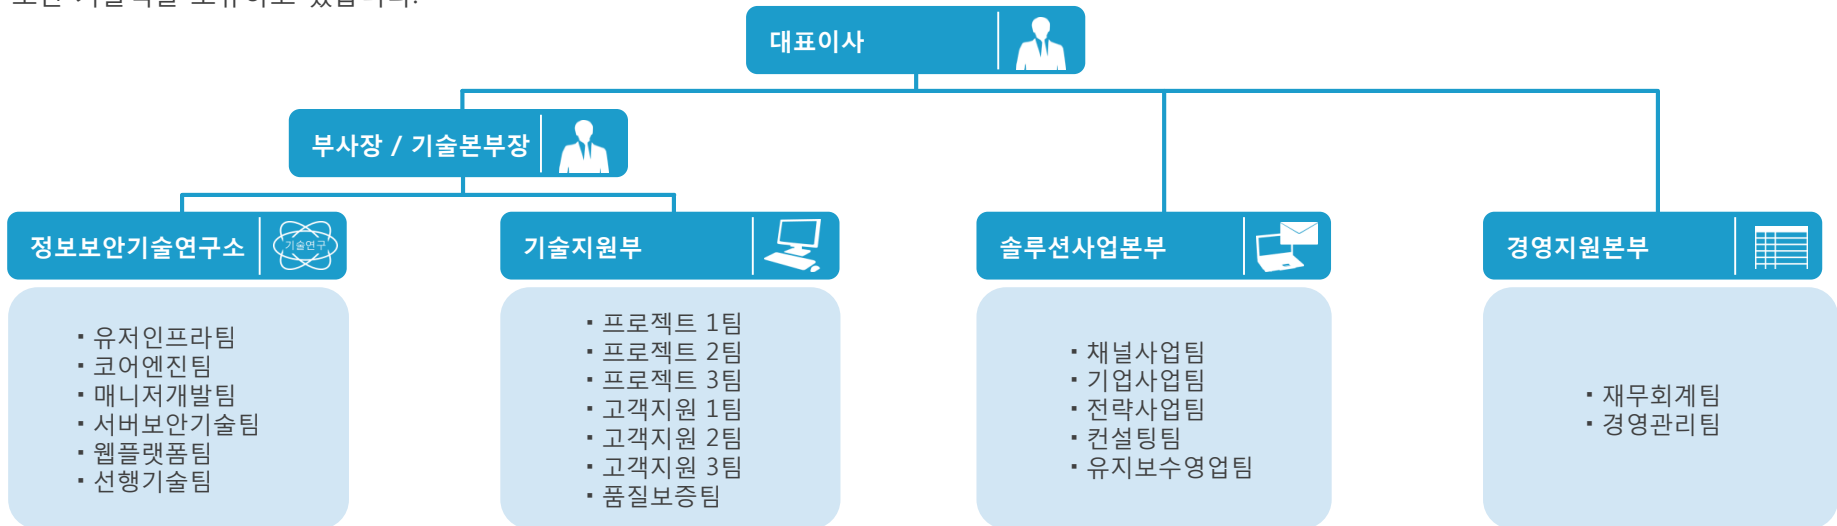 대표이사
부사장 / 기술본부장
정보보안기술연구소
기술연구
기술지원부
솔루션사업본부
경영지원본부
▪ 유저인프라팀
▪ 코어엔진팀
▪ 매니저개발팀
▪ 서버보안기술팀
▪ 웹플랫폼팀
▪ 선행기술팀
▪ 프로젝트 1팀
▪ 프로젝트 2팀
▪ 프로젝트 3팀
▪ 고객지원 1팀
▪ 고객지원 2팀
▪ 고객지원 3팀
▪ 품질보증팀
▪ 채널사업팀
▪ 기업사업팀
▪ 전략사업팀
▪ 컨설팅팀
▪ 유지보수영업팀
▪ 재무회계팀
▪ 경영관리팀